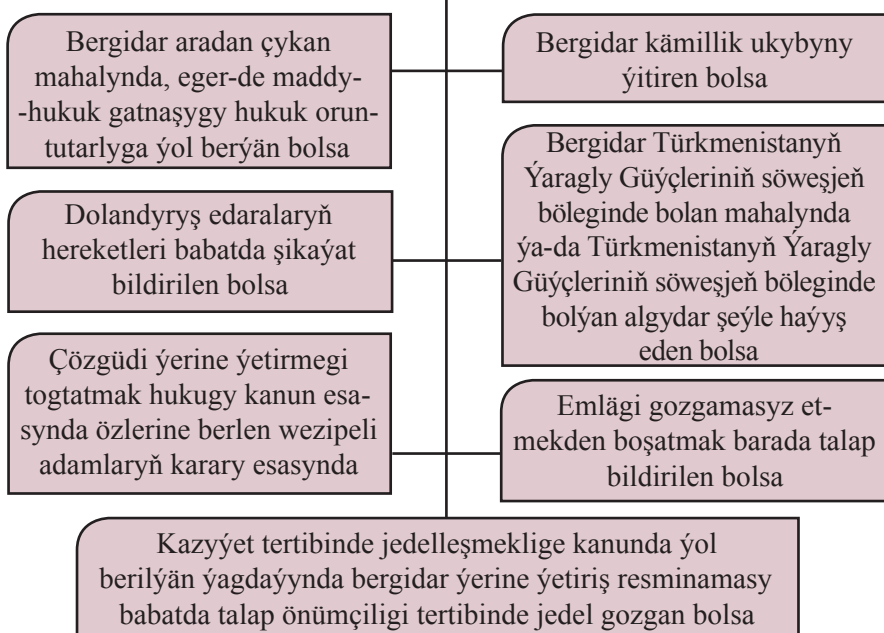 Bergidar aradan çykan
mahalynda, eger-de maddy-
-hukuk gatnaşygy hukuk orun-
tutarlyga ýol berýän bolsa
Bergidar kämillik ukybyny
ýitiren bolsa
Dolandyryş edaralaryň
hereketleri babatda şikaýat
bildirilen bolsa
Bergidar Türkmenistanyň
Ýaragly Güýçleriniň söweşjeň
böleginde bolan mahalynda
ýa-da Türkmenistanyň Ýaragly
Güýçleriniň söweşjeň böleginde
bolýan algydar şeýle haýyş
eden bolsa
Çözgüdi ýerine ýetirmegi
togtatmak hukugy kanun esa-
synda özlerine berlen wezipeli
adamlaryň karary esasynda
Emlägi gozgamasyz et-
mekden boşatmak barada talap
bildirilen bolsa
Kazyýet tertibinde jedelleşmeklige kanunda ýol
berilýän ýagdaýynda bergidar ýerine ýetiriş resminamasy
babatda talap önümçiligi tertibinde jedel gozgan bolsa